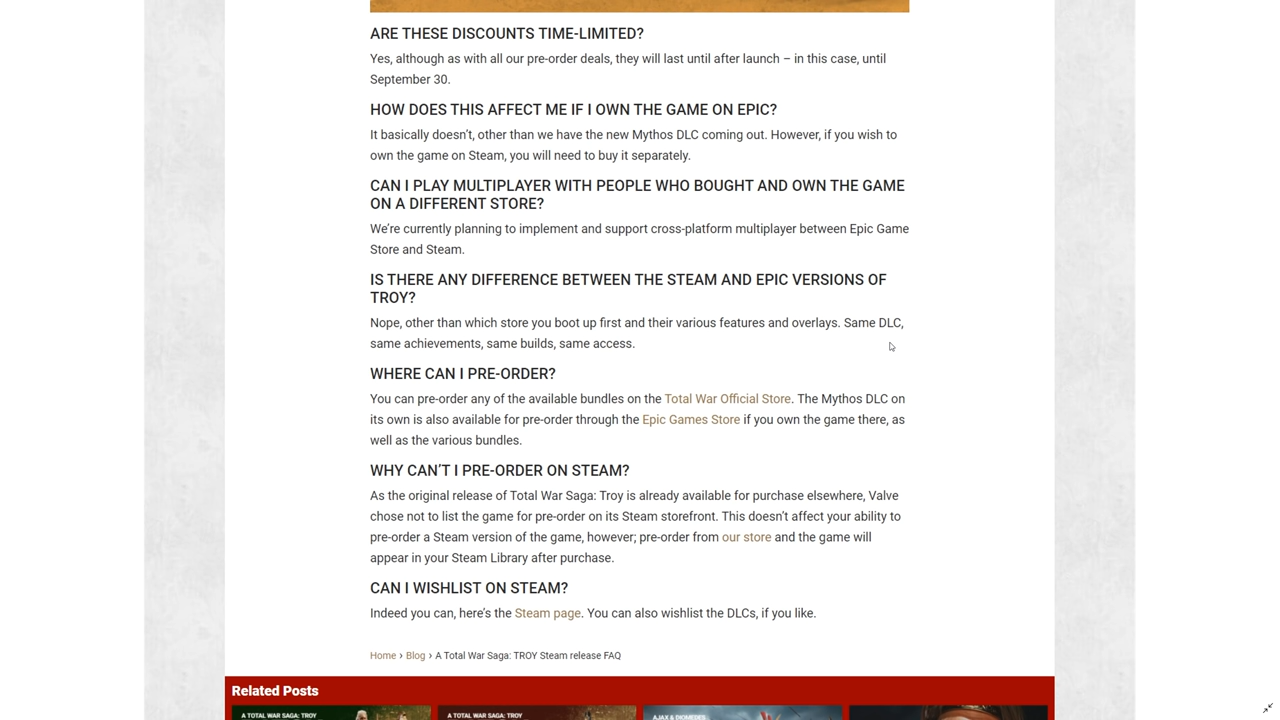 ARE THESE DISCOUNTS TIME-LIMITED?
Yes, although as with all our pre-order deals, they will last until after launch – in this case, until
September 30.
HOW DOES THIS AFFECT ME IF I OWN THE GAME ON EPIC?
It basically doesn’t, other than we have the new Mythos DLC coming out. However, if you wish to
own the game on Steam, you will need to buy it separately.
CAN I PLAY MULTIPLAYER WITH PEOPLE WHO BOUGHT AND OWN THE GAME
ON A DIFFERENT STORE?
We’re currently planning to implement and support cross-platform multiplayer between Epic Game
Store and Steam.
IS THERE ANY DIFFERENCE BETWEEN THE STEAM AND EPIC VERSIONS OF
TROY?
Nope, other than which store you boot up first and their various features and overlays. Same DLC,
same achievements, same builds, same access.
WHERE CAN I PRE-ORDER?
You can pre-order any of the available bundles on the Total War Official Store. The Mythos DLC on
its own is also available for pre-order through the Epic Games Store if you own the game there, as
well as the various bundles.
WHY CAN’T I PRE-ORDER ON STEAM?
As the original release of Total War Saga: Troy is already available for purchase elsewhere, Valve
chose not to list the game for pre-order on its Steam storefront. This doesn’t affect your ability to
pre-order a Steam version of the game, however; pre-order from our store and the game will
appear in your Steam Library after purchase.
CAN I WISHLIST ON STEAM?
Indeed you can, here’s the Steam page. You can also wishlist the DLCs, if you like.
Home › Blog › A Total War Saga: TROY Steam release FAQ
Related Posts
A TOTAL WAR SAGA: TROY
A TOTAL WAR SAGA: TROY
AJAX & DIOMEDES